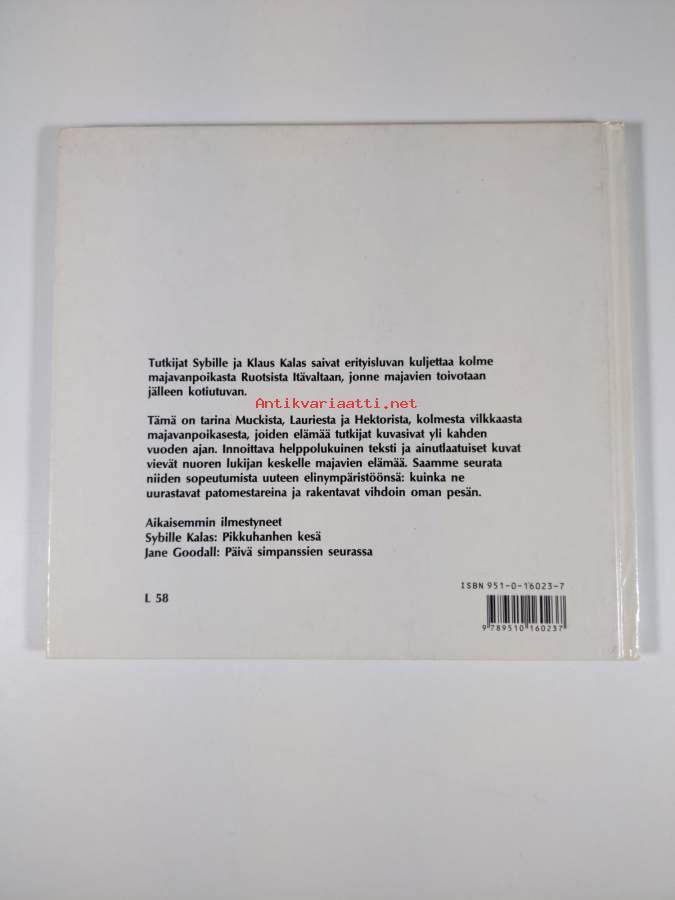 Tutkijat Sybille ja Klaus Kalas saivat erityisluvan kuljettaa kolme
majavanpoikasta Ruotsista Itävaltaan, jonne majavien toivotaan
jälleen kotiutuvan.
Antikvariaatti.net
Tämä on tarina Muckista, Lauriesta ja Hektorista, kolmesta vilkkaasta
majavanpoikasesta, joiden elämää tutkijat kuvasivat yli kahden
vuoden ajan. Innoittava helppolukuinen teksti ja ainutlaatuiset kuvat
vievät nuoren lukijan keskelle majavien elämää. Saamme seurata
niiden sopeutumista uuteen elinympäristöönsä: kuinka ne
uurastavat patomestareina ja rakentavat vihdoin oman pesän.
Aikaisemmin ilmestyneet
Sybille Kalas: Pikkuhanhen kesä
Jane Goodall: Päivä simpanssien seurassa
L 58
ISBN 951-0-16023-7
9789510160237